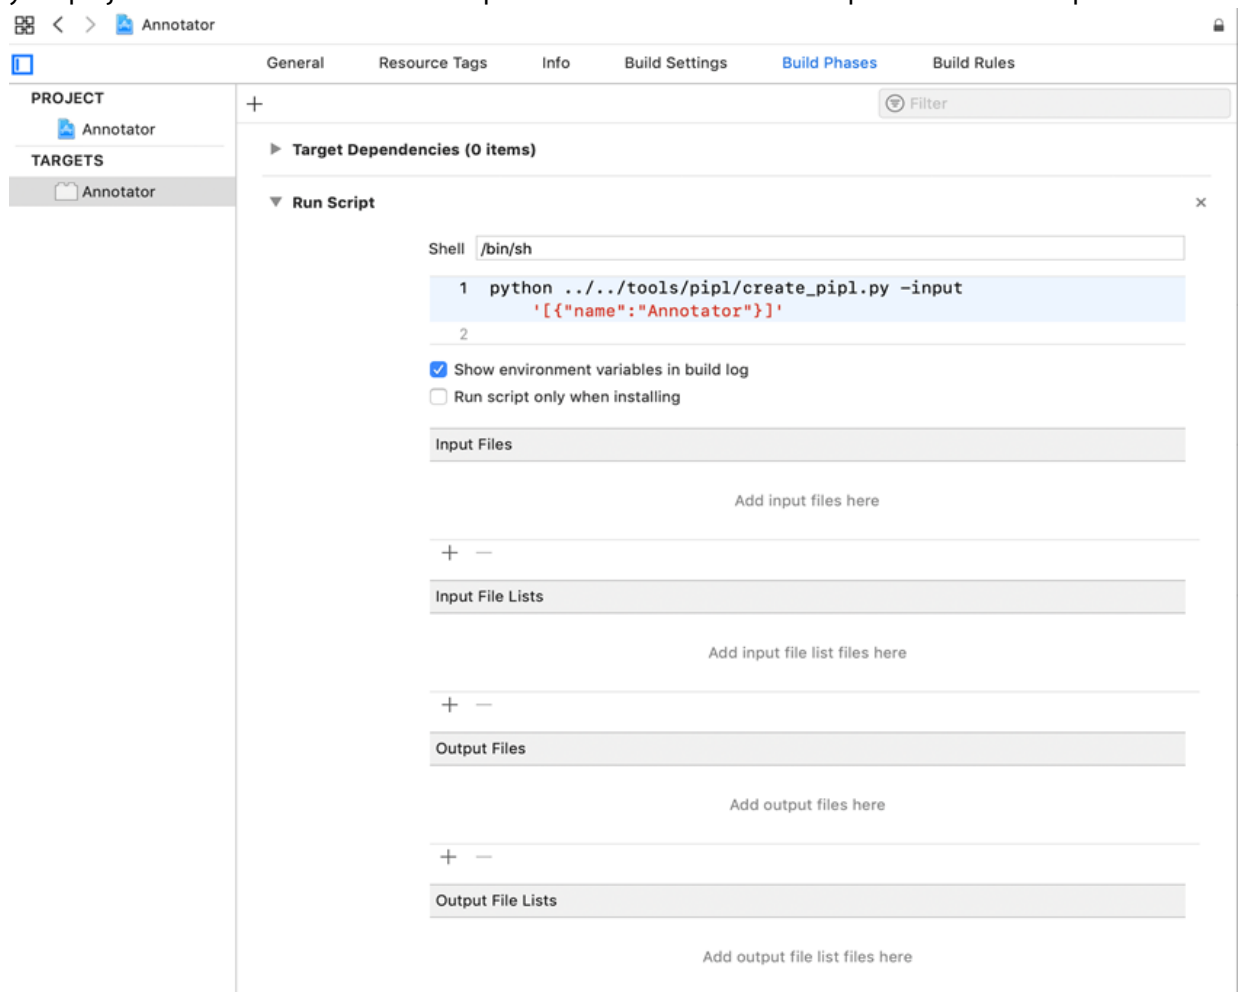 Annotator
General Resource Tags Info Build Settings Build Phases Build Rules
PROJECT
Annotator
TARGETS
Annotator
Filter
Target Dependencies (0 items)
Run Script
Shell /bin/sh
1 python ../../tools/pipl/create_pipl.py -input
'[{"name":"Annotator"}]'
2
Show environment variables in build log
Run script only when installing
Input Files
Add input files here
Input File Lists
Add input file list files here
Output Files
Add output files here
Output File Lists
Add output file list files here